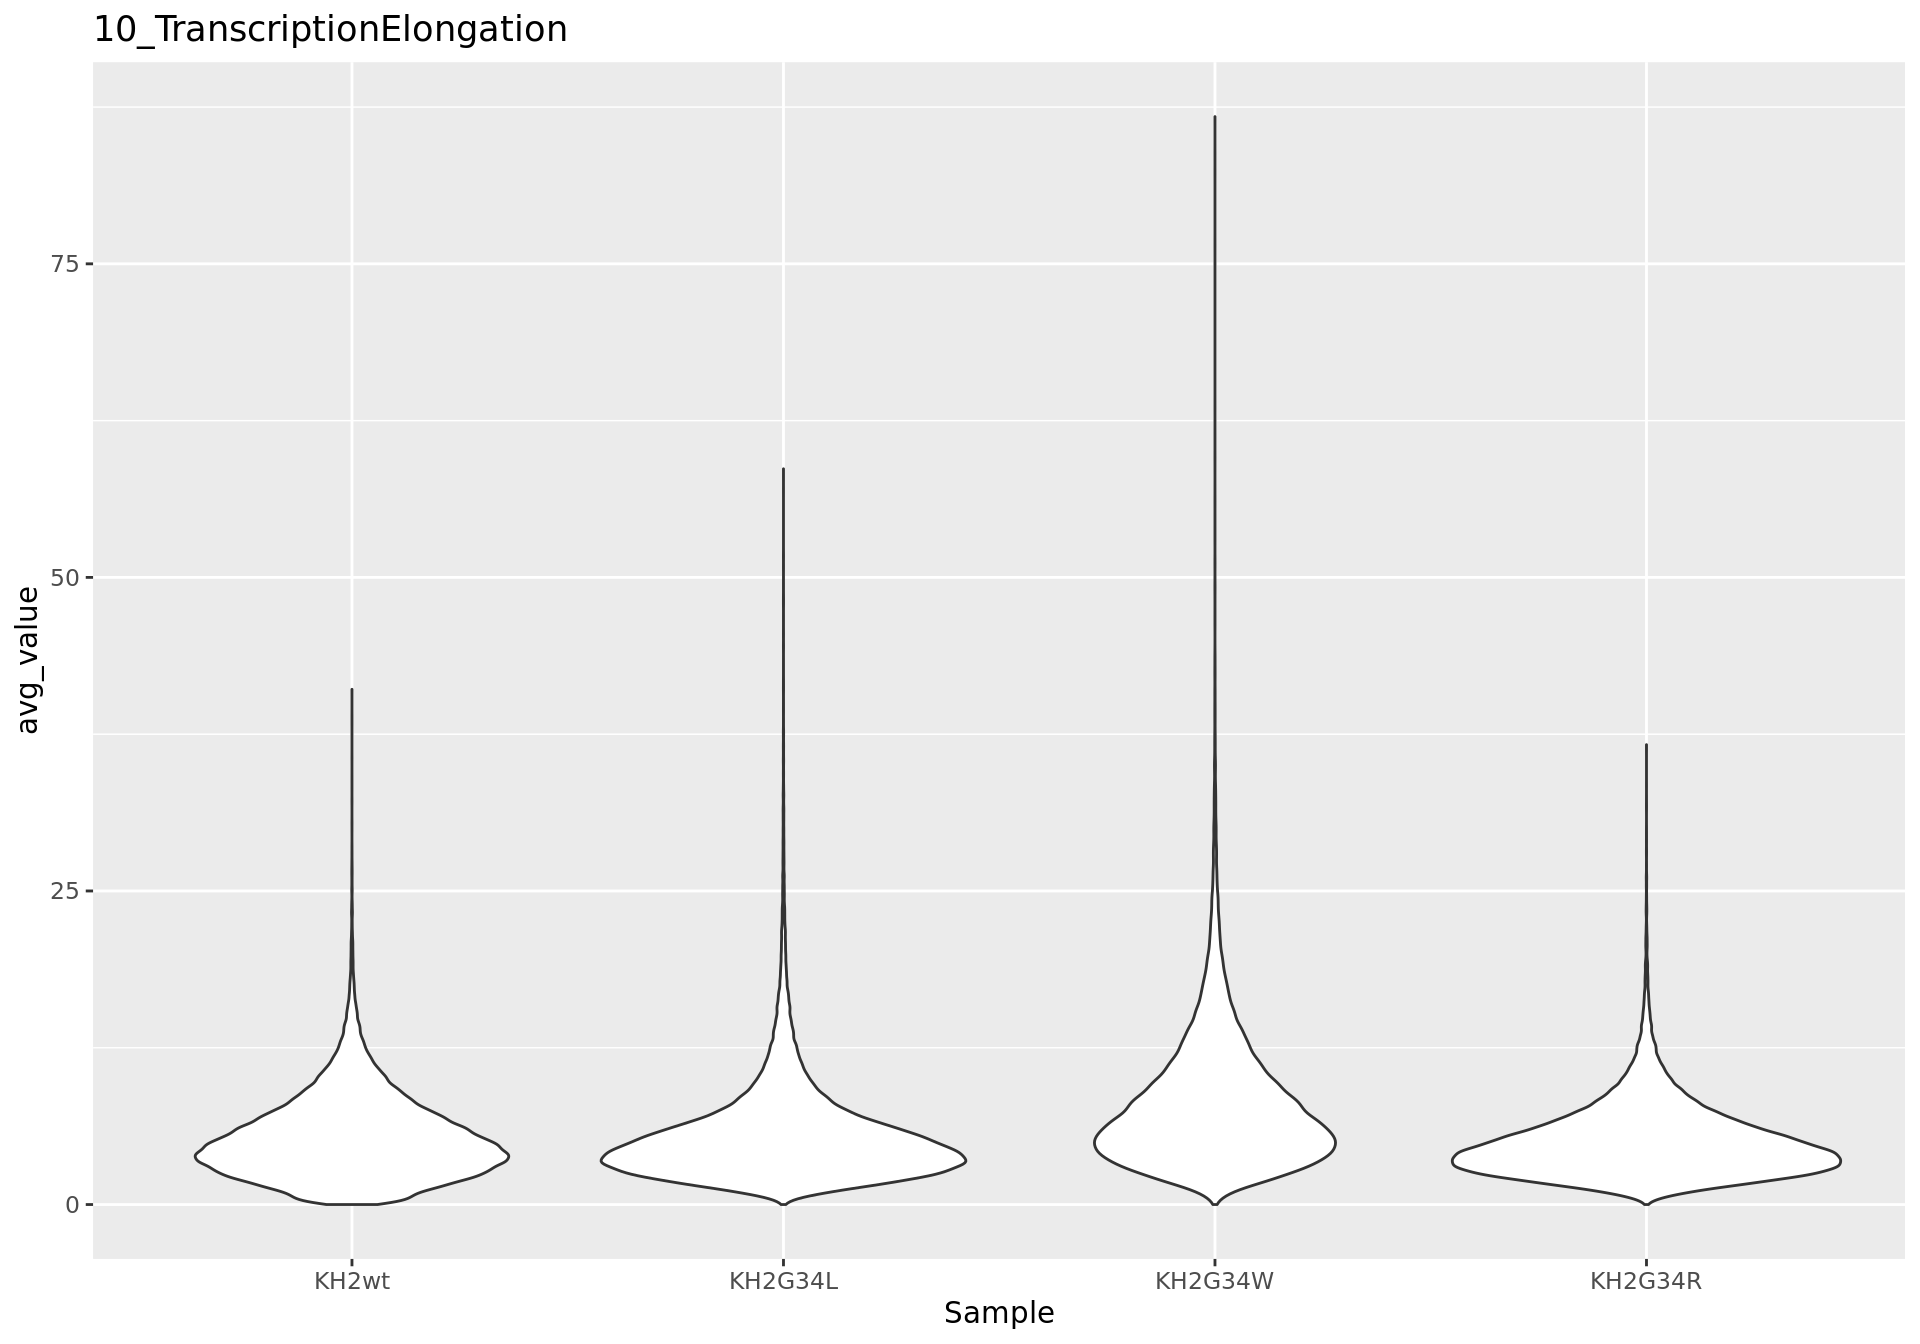 10_TranscriptionElongation
avg_value
75
50
25
0
KH2wt KH2G34L KH2G34W KH2G34R
Sample